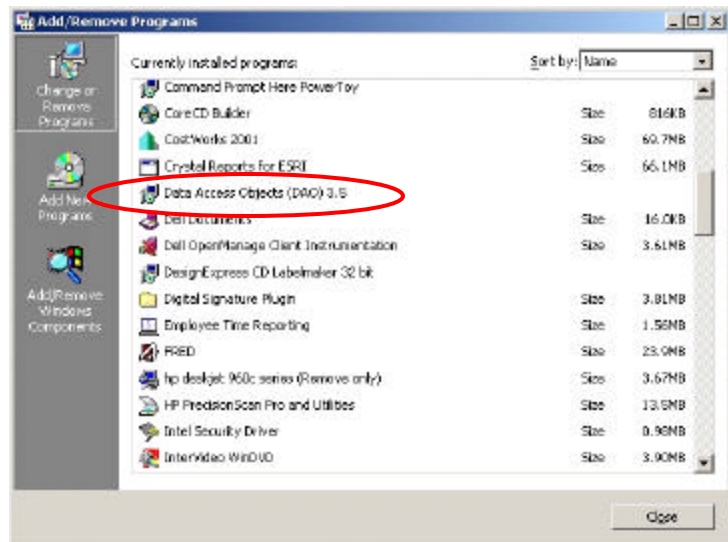 Add/Remove Programs
Change or
Remove
Programs
Add New
Programs
Add/Remove
Windows
Components
Currently installed programs:
Sort by: Name
Command Prompt Here PowerToy
CoreCD Builder Size 816KB
CostWorks 2001 Size 69.7MB
Crystal Reports for ESRI Size 66.1MB
Data Access Objects (DAO) 3.5
Dell Documents Size 16.0KB
Dell OpenManage Client Instrumentation Size 3.61MB
DesignExpress CD Labelmaker 32 bit
Digital Signature Plugin Size 3.81MB
Employee Time Reporting Size 1.56MB
FRED Size 23.9MB
hp deskjet 960c series (Remove only) Size 3.67MB
HP PrecisionScan Pro and Utilities Size 13.5MB
Intel Security Driver Size 0.98MB
InterVideo WinDVD Size 3.90MB
Close